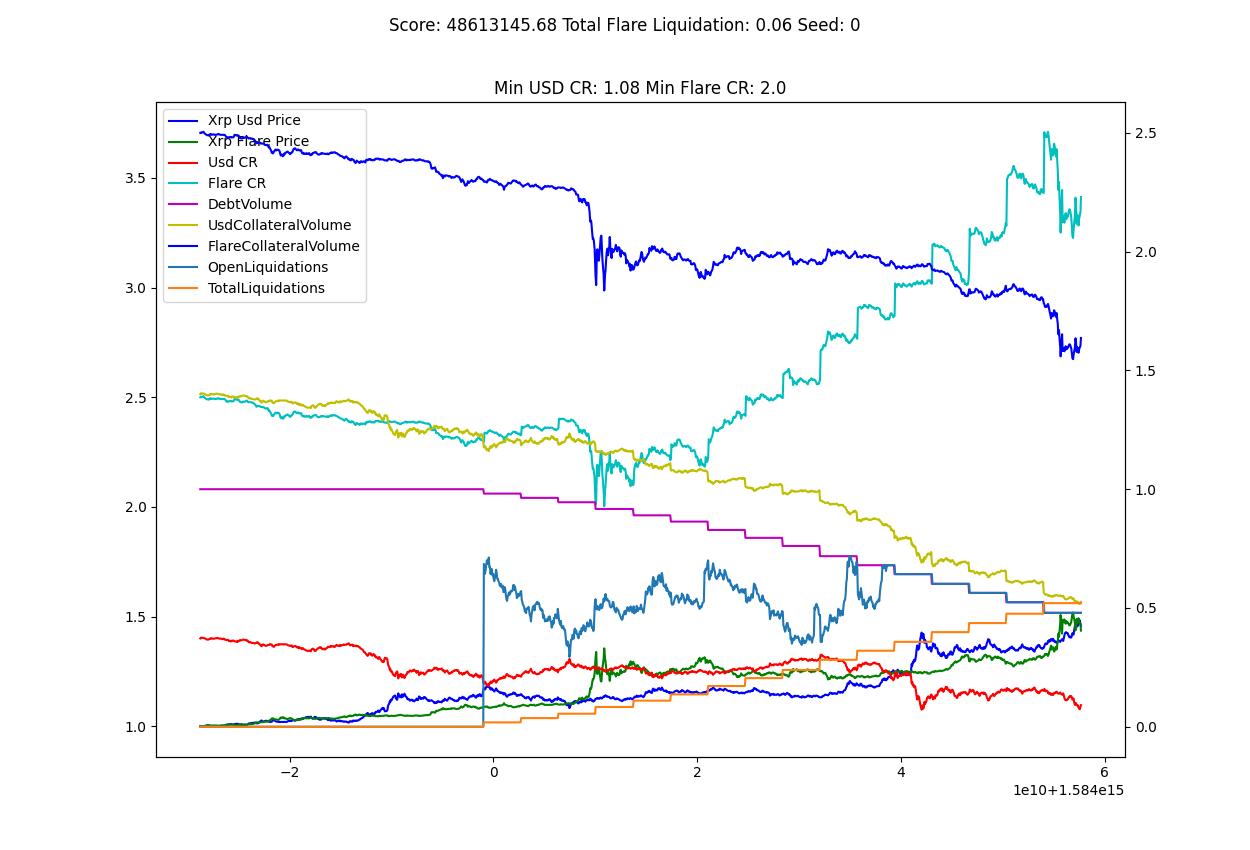 Score: 48613145.68 Total Flare Liquidation: 0.06 Seed: 0
Min USD CR: 1.08 Min Flare CR: 2.0
Xrp Usd Price
Xrp Flare Price
Usd CR
Flare CR
DebtVolume
UsdCollateralVolume
FlareCollateralVolume
OpenLiquidations
TotalLiquidations
3.5
3.0
2.5
2.0
1.5
1.0
2.5
2.0
1.5
1.0
0.5
0.0
−2
0
2
4
6
1e10+1.584e15